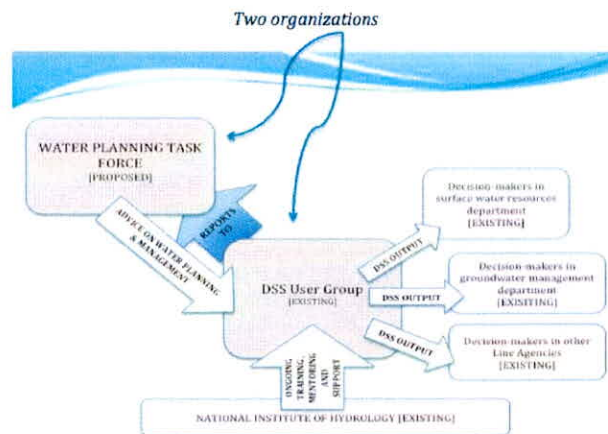 Two organizations
WATER PLANNING TASK
FORCE
[PROPOSED]
REPORTS
TO
ADVICE ON WATER PLANNING
& MANAGEMENT
DSS User Group
[EXISTING]
DSS OUTPUT
Decision-makers in
surface water resources
department
[EXISTING]
DSS OUTPUT
Decision-makers in
groundwater management
department
[EXISITING]
DSS OUTPUT
Decision-makers in other
Line Agencies
[EXISTING]
ONGOING
TRAINING,
MENTORING
AND
SUPPORT
NATIONAL INSTITUTE OF HYDROLOGY [EXISTING]